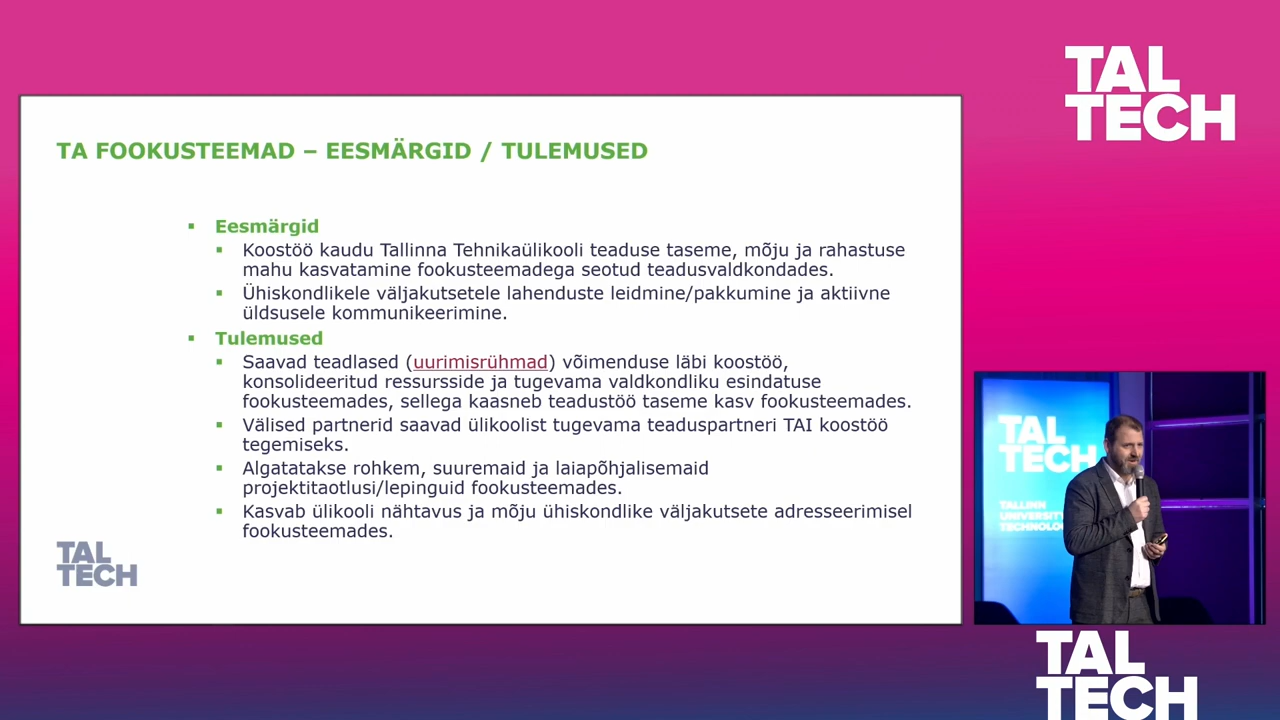 TAL
TECH
TA FOOKUSTEEMAD – EESMÄRGID / TULEMUSED
▪ Eesmärgid
▪ Koostöö kaudu Tallinna Tehnikaülikooli teaduse taseme, mõju ja rahastuse
mahu kasvatamine fookusteemadega seotud teadusvaldkondades.
▪ Ühiskondlikele väljakutsetele lahenduste leidmine/pakkumine ja aktiivne
üldsusele kommunikeerimine.
▪ Tulemused
▪ Saavad teadlased (uurimisrühmad) võimenduse läbi koostöö,
konsolideeritud ressursside ja tugevama valdkondliku esindatuse
fookusteemades, sellega kaasneb teadustöö taseme kasv fookusteemades.
▪ Välised partnerid saavad ülikoolist tugevama teaduspartneri TAI koostöö
tegemiseks.
▪ Algatatakse rohkem, suuremaid ja laiapõhjalisemaid
projektitaotlusi/lepinguid fookusteemades.
▪ Kasvab ülikooli nähtavus ja mõju ühiskondlike väljakutsete adresseerimisel
fookusteemades.
TAL
TECH
TAL
TECH
TALLINN
UNIVERSITY
TAL
TECH